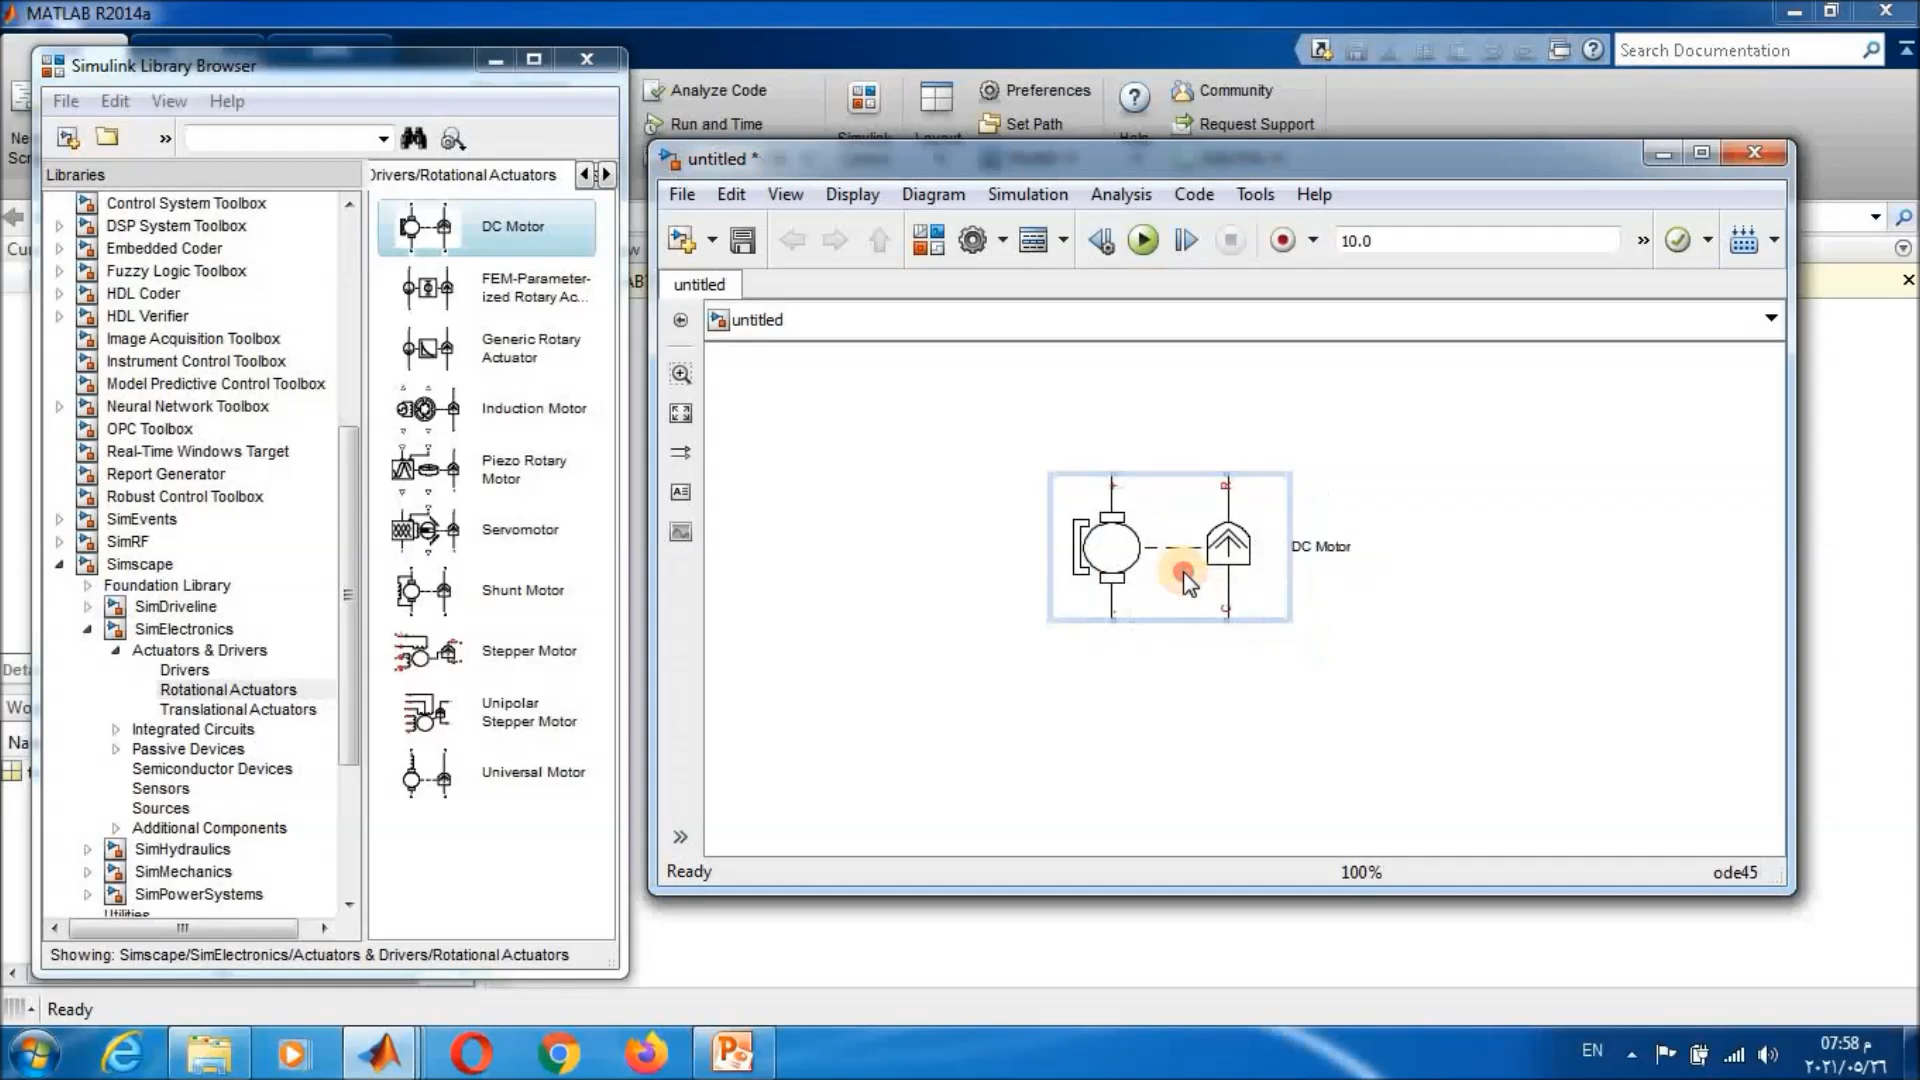 MATLAB R2014a
Search Documentation
Simulink Library Browser
File Edit View Help
Libraries
Control System Toolbox
DSP System Toolbox
Embedded Coder
Fuzzy Logic Toolbox
HDL Coder
HDL Verifier
Image Acquisition Toolbox
Instrument Control Toolbox
Model Predictive Control Toolbox
Neural Network Toolbox
OPC Toolbox
Real-Time Windows Target
Report Generator
Robust Control Toolbox
SimEvents
SimRF
Simscape
Foundation Library
SimDriveline
SimElectronics
Actuators & Drivers
Drivers
Rotational Actuators
Translational Actuators
Integrated Circuits
Passive Devices
Semiconductor Devices
Sensors
Sources
Additional Components
SimHydraulics
SimMechanics
SimPowerSystems
Utilities
rivers/Rotational Actuators
DC Motor
FEM-Parameter-
ized Rotary Ac...
Generic Rotary
Actuator
Induction Motor
Piezo Rotary
Motor
Servomotor
Shunt Motor
Stepper Motor
Unipolar
Stepper Motor
Universal Motor
Showing: Simscape/SimElectronics/Actuators & Drivers/Rotational Actuators
Analyze Code
Run and Time
Preferences
Set Path
Community
Request Support
untitled *
File Edit View Display Diagram Simulation Analysis Code Tools Help
10.0
untitled
untitled
R
C
DC Motor
Ready 100% ode45
Ready
EN
07:58 م
٢٠٢١/٠٥/٢٦